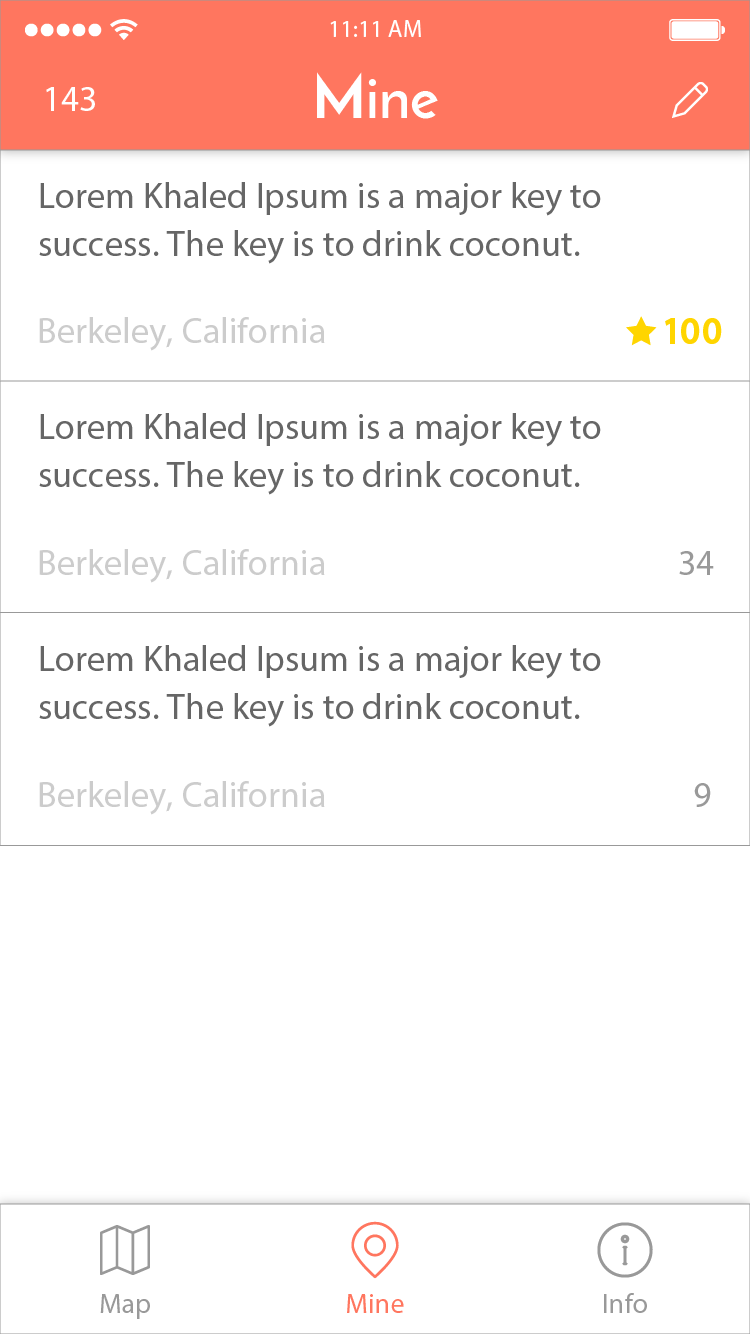 11:11 AM
143
Mine
Lorem Khaled Ipsum is a major key to
success. The key is to drink coconut.
Berkeley, California
100
Lorem Khaled Ipsum is a major key to
success. The key is to drink coconut.
Berkeley, California
34
Lorem Khaled Ipsum is a major key to
success. The key is to drink coconut.
Berkeley, California
9
Map
Mine
Info